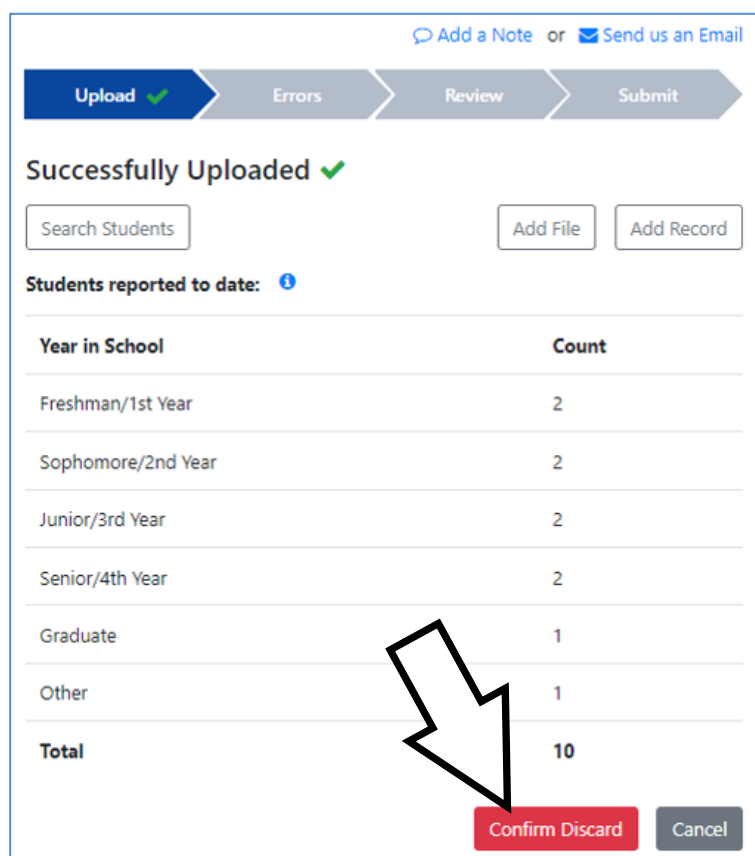 Add a Note or Send us an Email
Upload Errors Review Submit
Successfully Uploaded
Search Students Add File Add Record
Students reported to date:
Year in School Count
Freshman/1st Year 2
Sophomore/2nd Year 2
Junior/3rd Year 2
Senior/4th Year 2
Graduate 1
Other 1
Total 10
Confirm Discard Cancel